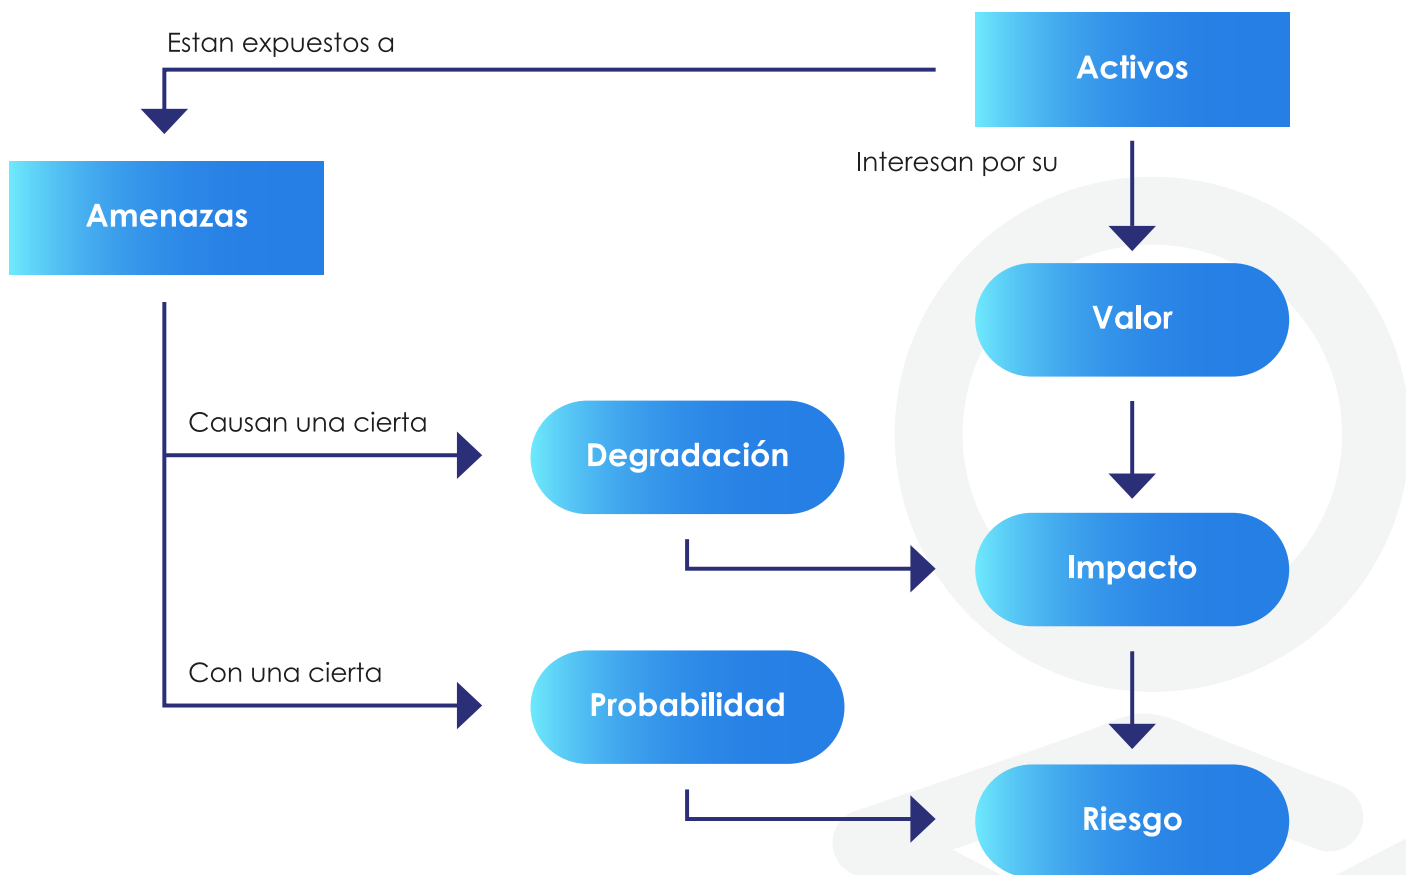 Estan expuestos a
Activos
Interesan por su
Amenazas
Valor
Causan una cierta
Degradación
Impacto
Con una cierta
Probabilidad
Riesgo